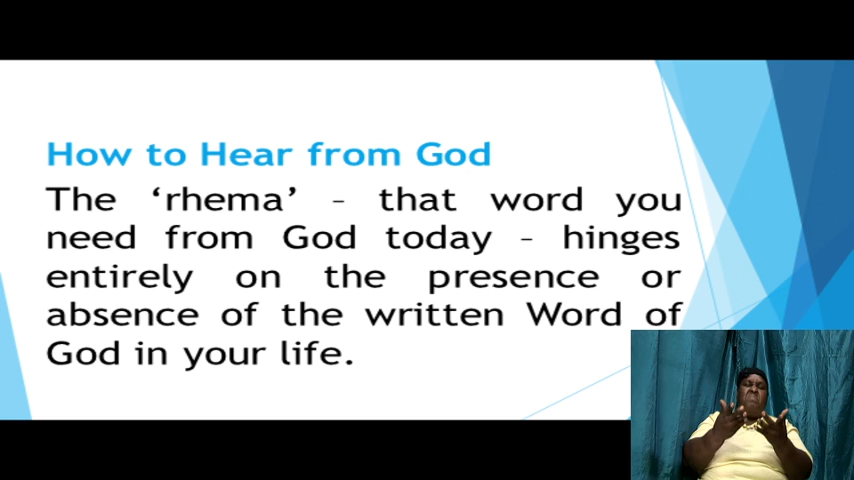 How to Hear from God
The ‘rhema’ – that word you
need from God today – hinges
entirely on the presence or
absence of the written Word of
God in your life.